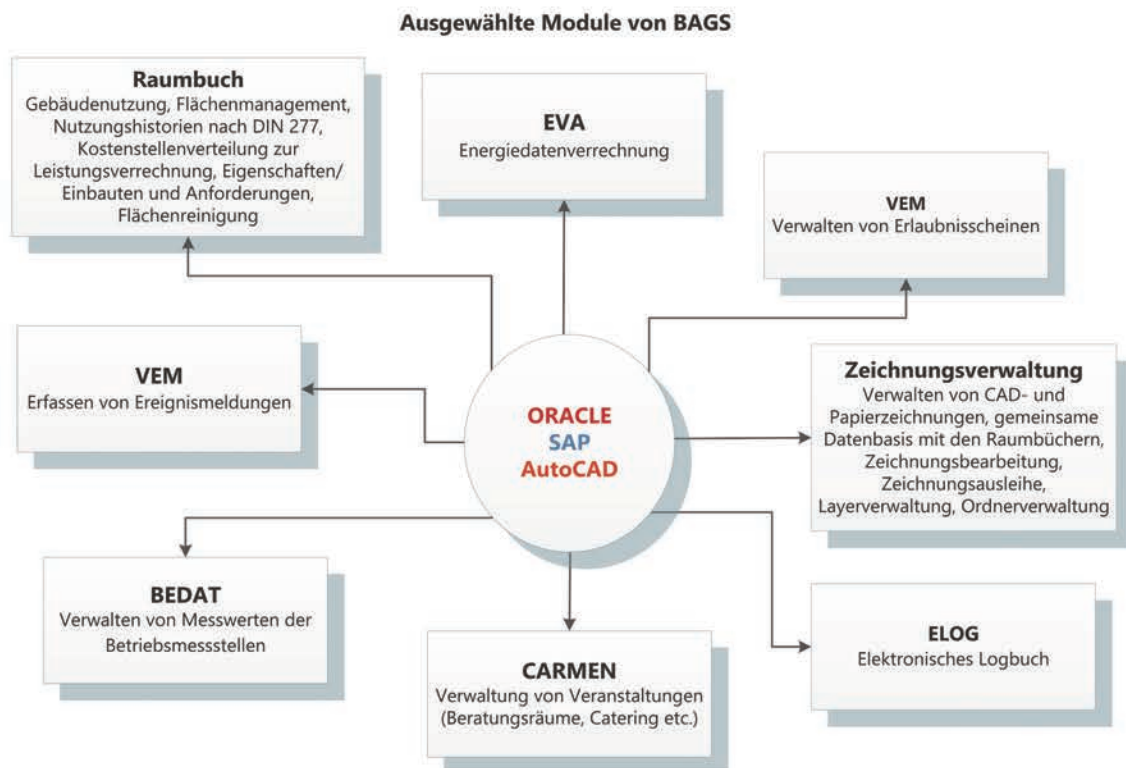 Ausgewählte Module von BAGS
Raumbuch
Gebäudenutzung, Flächenmanagement,
Nutzungshistorien nach DIN 277,
Kostenstellenverteilung zur
Leistungsverrechnung, Eigenschaften/
Einbauten und Anforderungen,
Flächenreinigung
EVA
Energiedatenverrechnung
VEM
Verwalten von Erlaubnisscheinen
VEM
Erfassen von Ereignismeldungen
ORACLE
SAP
AutoCAD
Zeichnungsverwaltung
Verwalten von CAD- und
Papierzeichnungen, gemeinsame
Datenbasis mit den Raumbüchern,
Zeichnungsbearbeitung,
Zeichnungsausleihe,
Layerverwaltung, Ordnerverwaltung
BEDAT
Verwalten von Messwerten der
Betriebsmessstellen
CARMEN
Verwaltung von Veranstaltungen
(Beratungsräume, Catering etc.)
ELOG
Elektronisches Logbuch